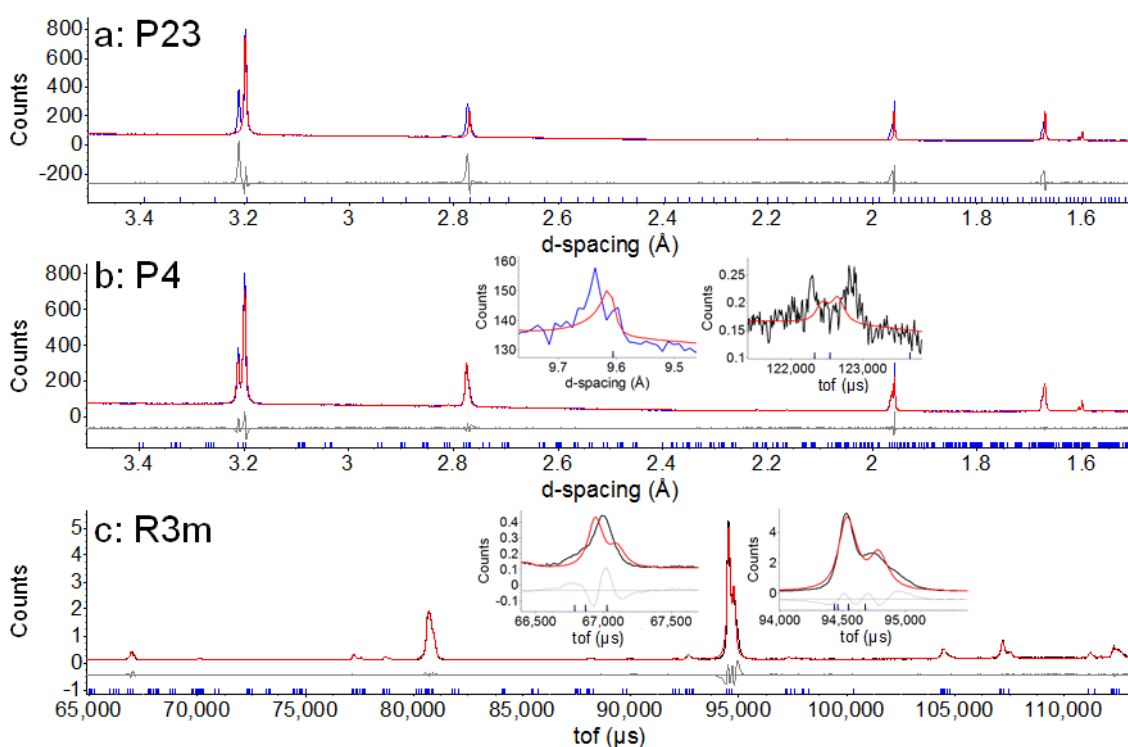 a: P23
Counts
800
600
400
200
0
-200
3.4 3.2 3 2.8 2.6 2.4 2.2 2 1.8 1.6
d-spacing (Å)
b: P4
Counts
800
600
400
200
0
3.4 3.2 3 2.8 2.6 2.4 2.2 2 1.8 1.6
d-spacing (Å)
Counts
160
150
140
130
9.7 9.6 9.5
d-spacing (Å)
Counts
0.25
0.2
0.15
0.1
122,000 123,000
tof (µs)
c: R3m
Counts
5
4
3
2
1
0
-1
65,000 70,000 75,000 80,000 85,000 90,000 95,000 100,000 105,000 110,000
tof (µs)
Counts
0.4
0.3
0.2
0.1
0
-0.1
66,500 67,000 67,500
tof (µs)
Counts
4
2
0
94,000 94,500 95,000
tof (µs)